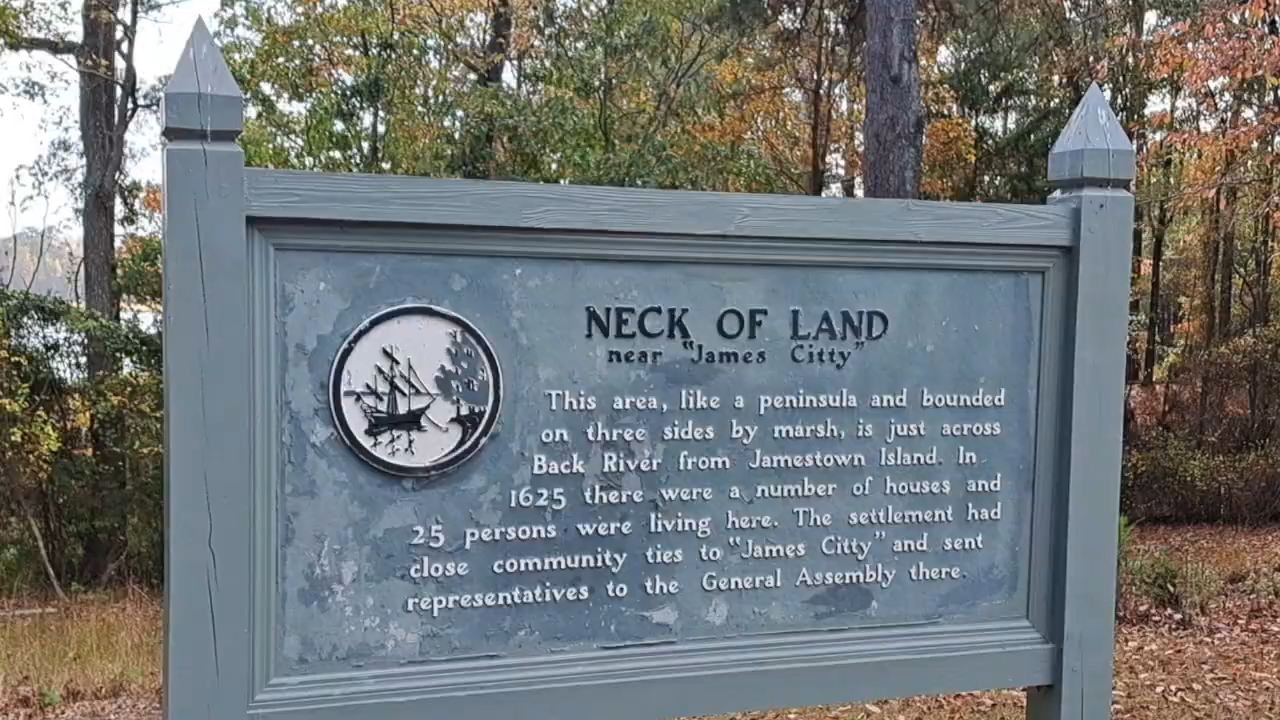 NECK OF LAND
near "James Citty"
This area, like a peninsula and bounded
on three sides by marsh, is just across
Back River from Jamestown Island. In
1625 there were a number of houses and
25 persons were living here. The settlement had
close community ties to "James Citty" and sent
representatives to the General Assembly there.